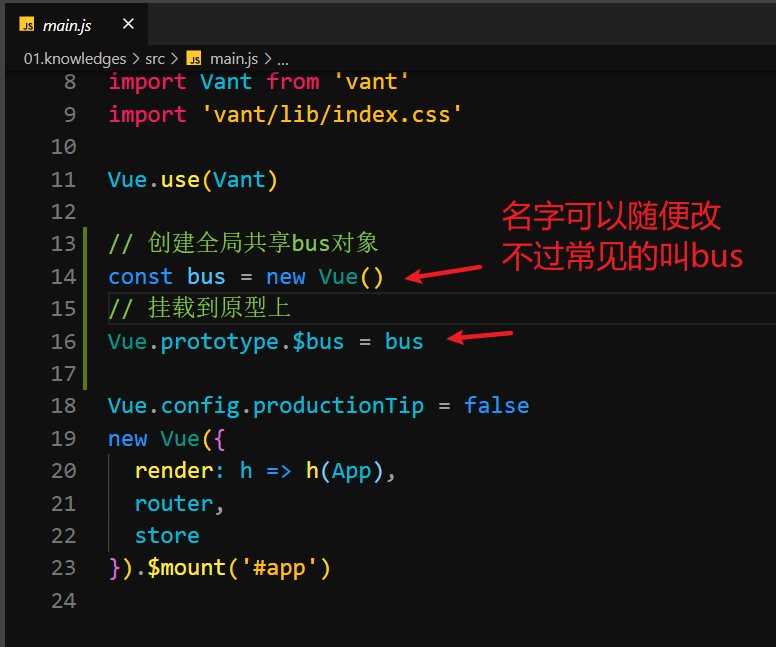 JS main.js ×
01.knowledges > src > JS main.js > ...
8 import Vant from 'vant'
9 import 'vant/lib/index.css'
10
11 Vue.use(Vant)
12
13 // 创建全局共享bus对象
14 const bus = new Vue()
15 // 挂载到原型上
16 Vue.prototype.$bus = bus
17
18 Vue.config.productionTip = false
19 new Vue({
20   render: h => h(App),
21   router,
22   store
23 }).$mount('#app')
24
名字可以随便改
不过常见的叫bus